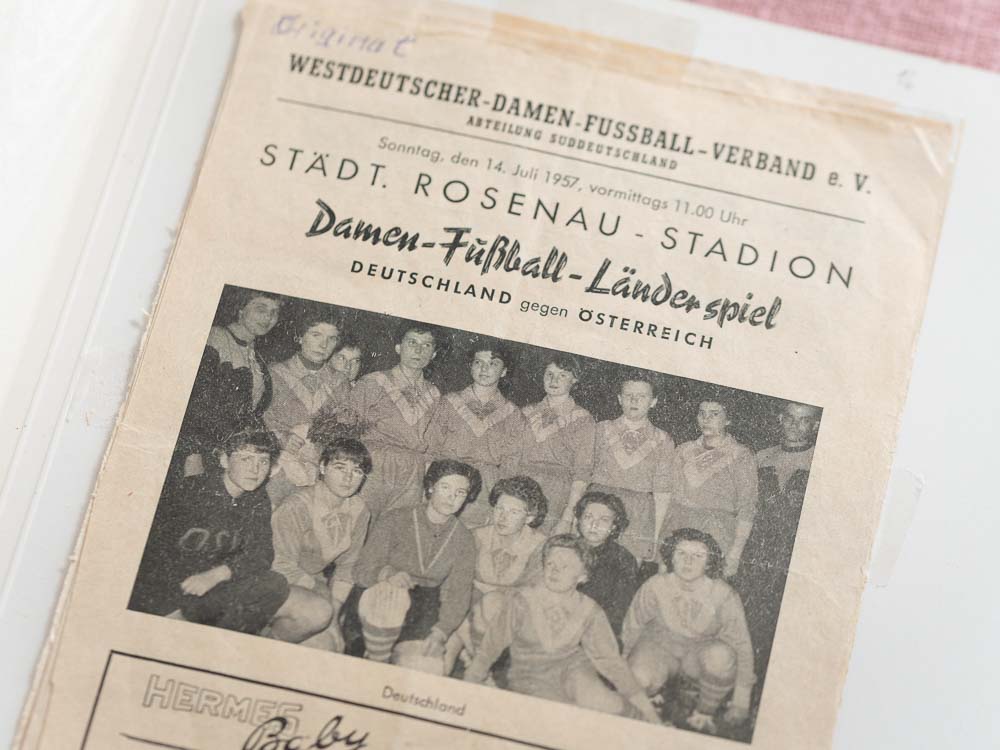 Original
WESTDEUTSCHER-DAMEN-FUSSBALL-VERBAND e. V.
ABTEILUNG SUDDEUTSCHLAND
Sonntag, den 14. Juli 1957, vormittags 11.00 Uhr
STÄDT. ROSENAU - STADION
Damen-Fußball-Länderspiel
DEUTSCHLAND gegen ÖSTERREICH
Deutschland
HERMES
Baby